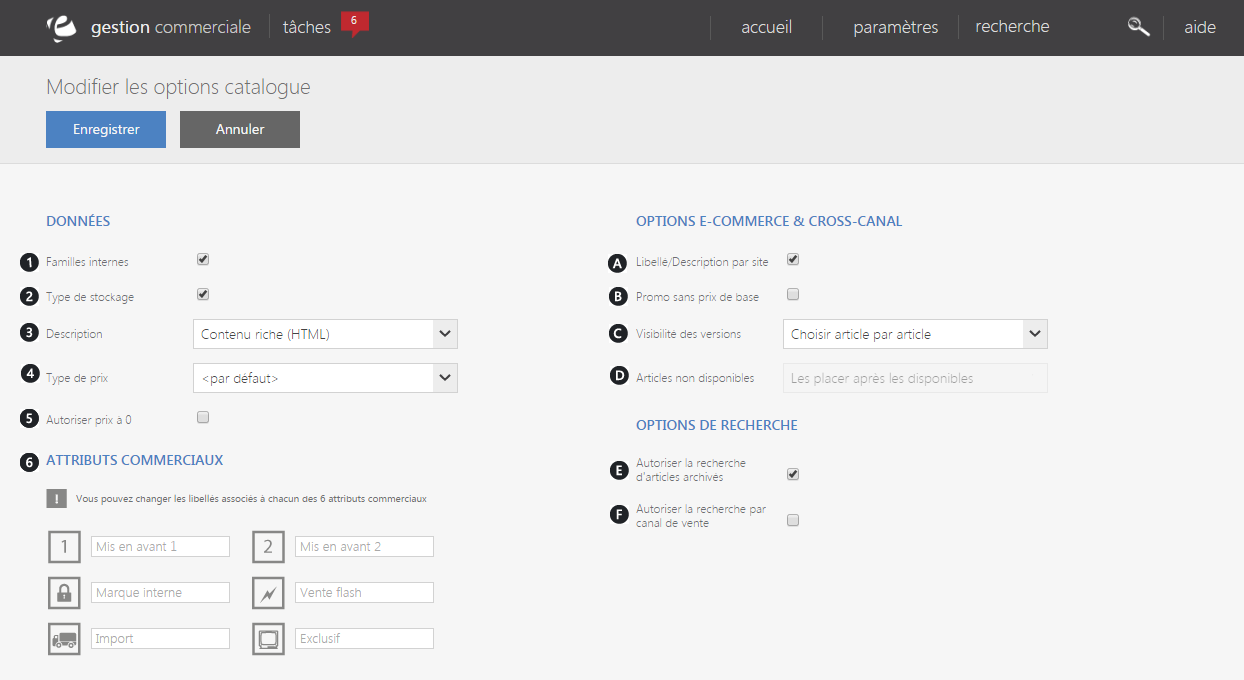 gestion commerciale
tâches
6
accueil
paramètres
recherche
aide
Modifier les options catalogue
Enregistrer
Annuler
DONNÉES
1 Familles internes
2 Type de stockage
3 Description
Contenu riche (HTML)
4 Type de prix
<par défaut>
5 Autoriser prix à 0
6 ATTRIBUTS COMMERCIAUX
! Vous pouvez changer les libellés associés à chacun des 6 attributs commerciaux
1 Mis en avant 1
2 Mis en avant 2
Marque interne
Vente flash
Import
Exclusif
OPTIONS E-COMMERCE & CROSS-CANAL
A Libellé/Description par site
B Promo sans prix de base
C Visibilité des versions
Choisir article par article
D Articles non disponibles
Les placer après les disponibles
OPTIONS DE RECHERCHE
E Autoriser la recherche
d'articles archivés
F Autoriser la recherche par
canal de vente